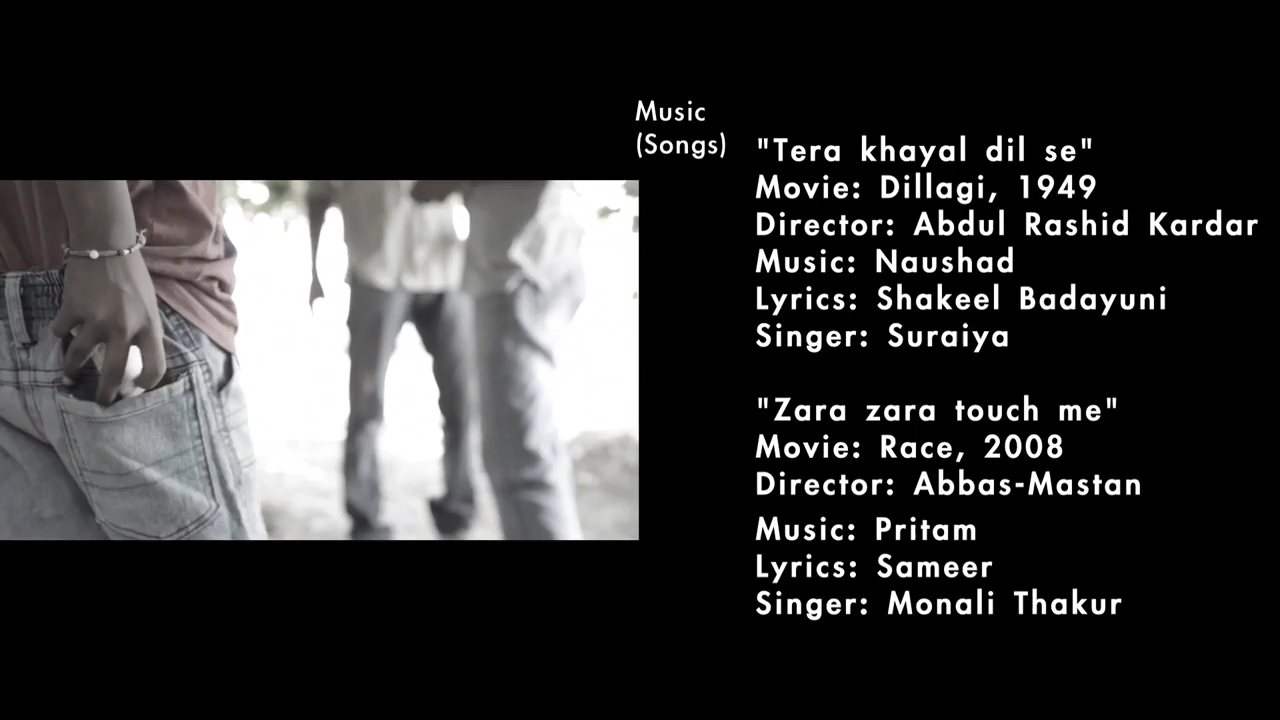 Music
(Songs)
"Tera khayal dil se"
Movie: Dillagi, 1949
Director: Abdul Rashid Kardar
Music: Naushad
Lyrics: Shakeel Badayuni
Singer: Suraiya
"Zara zara touch me"
Movie: Race, 2008
Director: Abbas-Mastan
Music: Pritam
Lyrics: Sameer
Singer: Monali Thakur